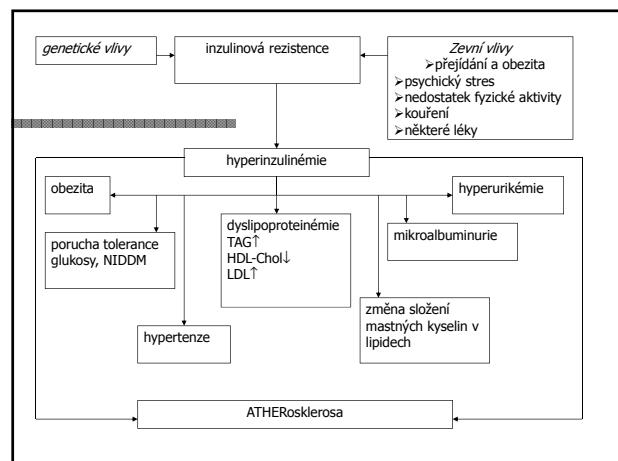 genetické vlivy
inzulinová rezistence
Zevní vlivy
➢přejídání a obezita
➢psychický stres
➢nedostatek fyzické aktivity
➢kouření
➢některé léky
hyperinzulinémie
obezita
hyperurikémie
porucha tolerance
glukosy, NIDDM
dyslipoproteinémie
TAG↑
HDL-Chol↓
LDL↑
mikroalbuminurie
hypertenze
změna složení
mastných kyselin v
lipidech
ATHERosklerosa